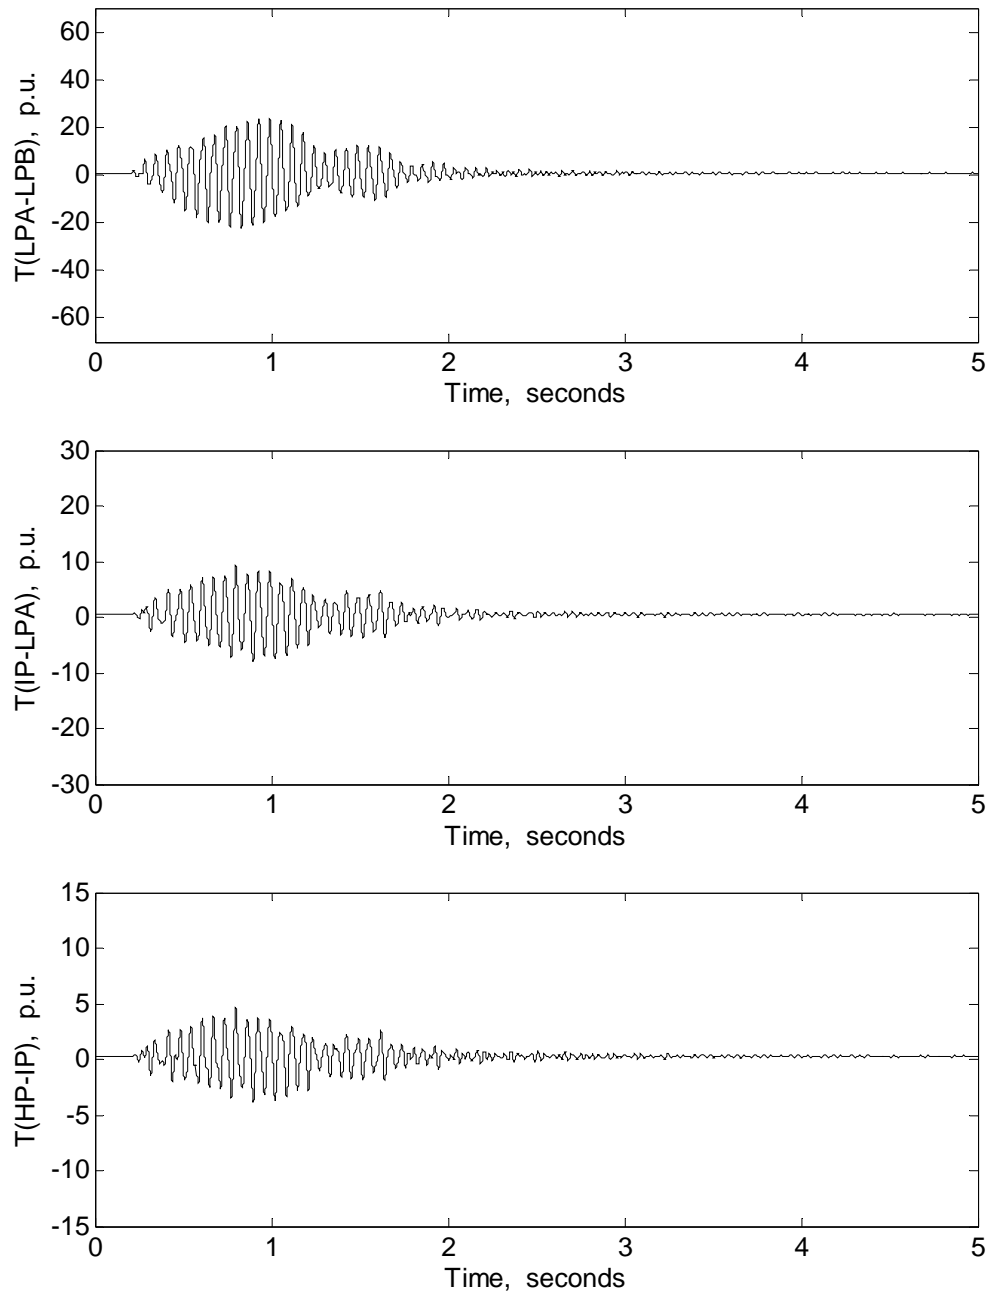 60
40
20
0
-20
-40
-60
T(LPA-LPB), p.u.
0 1 2 3 4 5
Time, seconds
30
20
10
0
-10
-20
-30
T(IP-LPA), p.u.
0 1 2 3 4 5
Time, seconds
15
10
5
0
-5
-10
-15
T(HP-IP), p.u.
0 1 2 3 4 5
Time, seconds